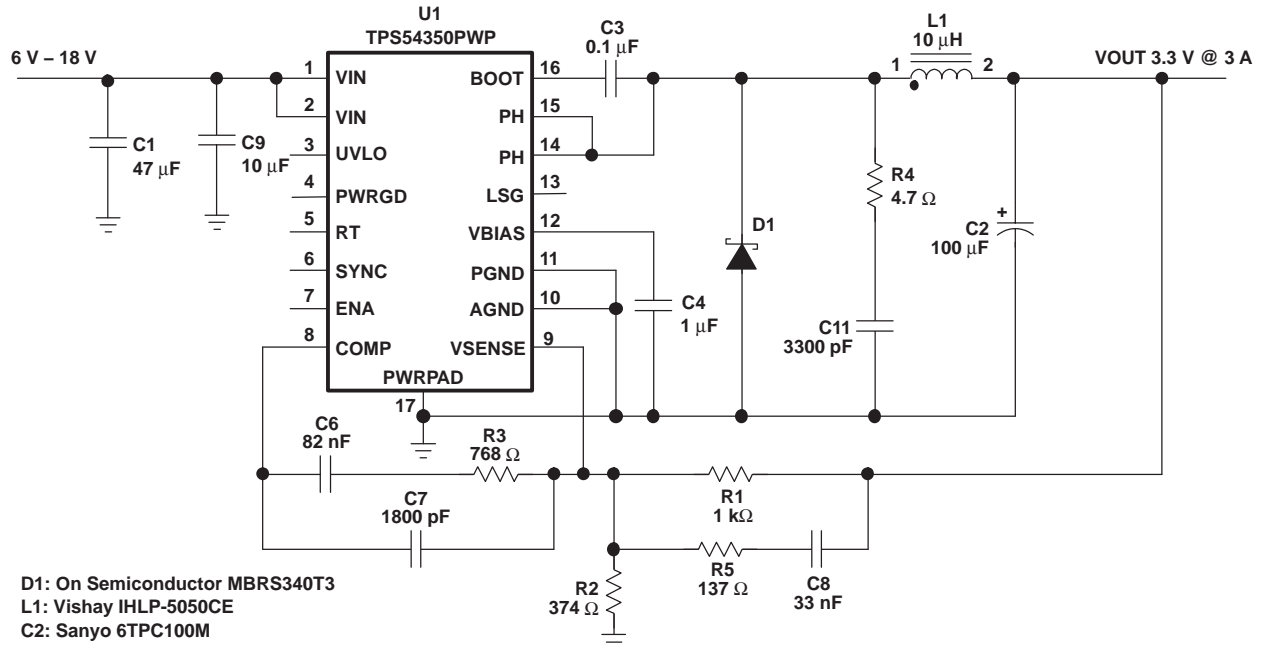 U1
TPS54350PWP
6 V – 18 V
C1
47 μF
C9
10 μF
1
VIN
2
VIN
3
UVLO
4
PWRGD
5
RT
6
SYNC
7
ENA
8
COMP
16
BOOT
15
PH
14
PH
13
LSG
12
VBIAS
11
PGND
10
AGND
9
VSENSE
PWRPAD
17
C3
0.1 μF
L1
10 μH
1
2
VOUT 3.3 V @ 3 A
R4
4.7 Ω
D1
+
C2
100 μF
C4
1 μF
C11
3300 pF
C6
82 nF
R3
768 Ω
C7
1800 pF
R1
1 kΩ
R5
137 Ω
C8
33 nF
R2
374 Ω
D1: On Semiconductor MBRS340T3
L1: Vishay IHLP-5050CE
C2: Sanyo 6TPC100M